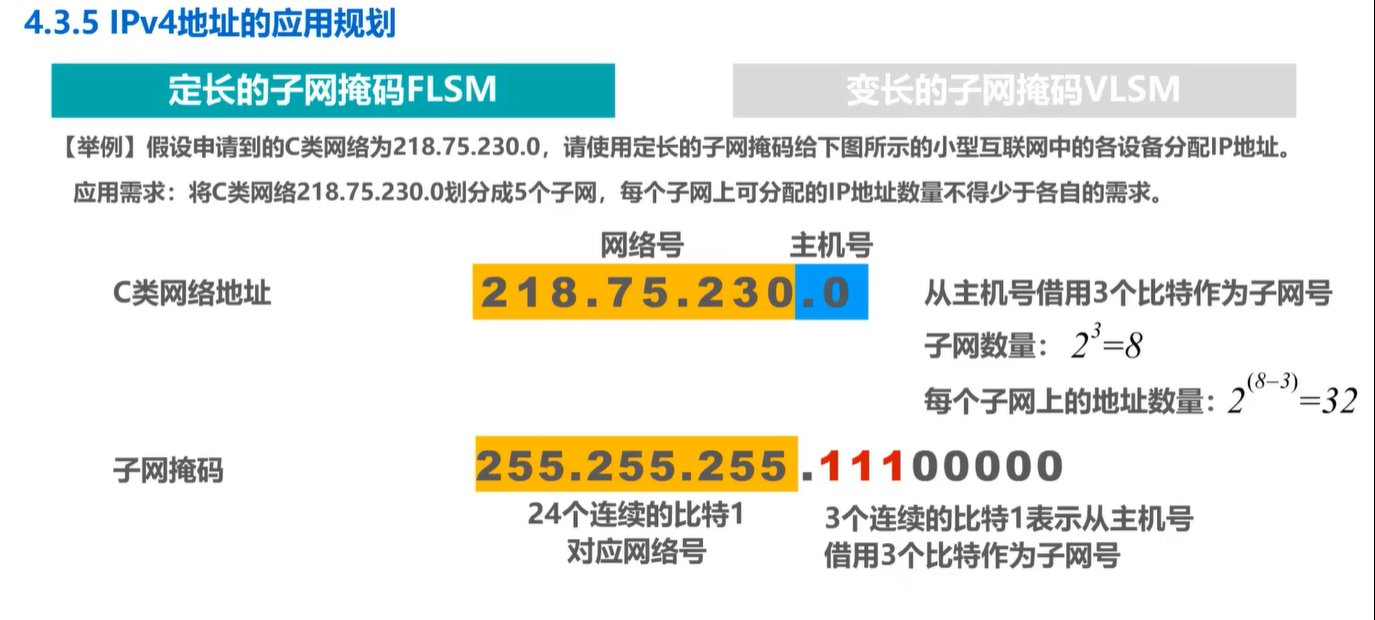 4.3.5 IPv4地址的应用规划
定长的子网掩码FLSM
变长的子网掩码VLSM
【举例】假设申请到的C类网络为218.75.230.0，请使用定长的子网掩码给下图所示的小型互联网中的各设备分配IP地址。
应用需求：将C类网络218.75.230.0划分成5个子网，每个子网上可分配的IP地址数量不得少于各自的需求。
网络号 主机号
C类网络地址 218.75.230.0
从主机号借用3个比特作为子网号
子网数量： 2^3=8
每个子网上的地址数量：2^(8-3)=32
子网掩码 255.255.255.11100000
24个连续的比特1
对应网络号
3个连续的比特1表示从主机号
借用3个比特作为子网号